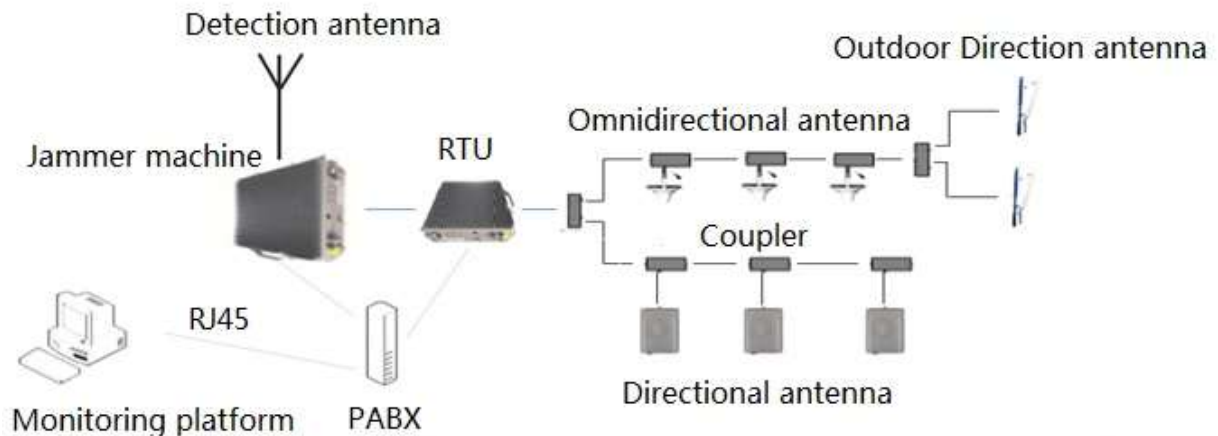 Detection antenna
Outdoor Direction antenna
Omnidirectional antenna
Jammer machine
RTU
Coupler
RJ45
Directional antenna
Monitoring platform
PABX